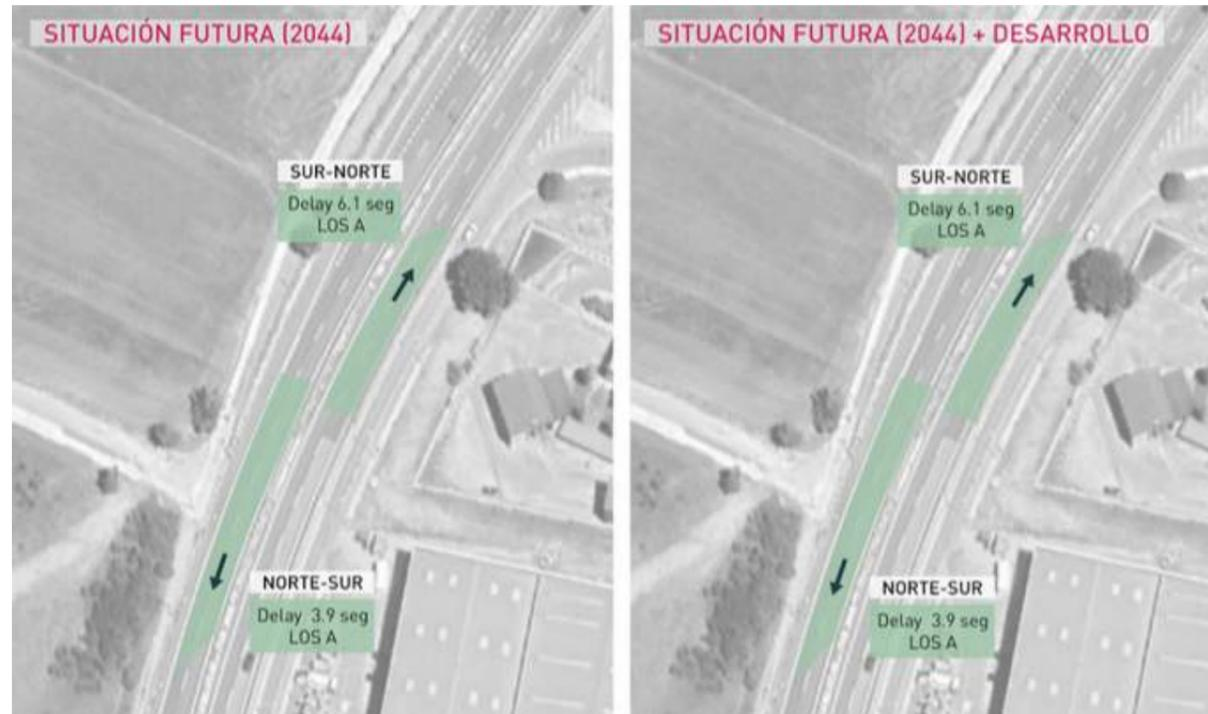 SITUACIÓN FUTURA (2044)
SUR-NORTE
Delay 6.1 seg
LOS A
NORTE-SUR
Delay 3.9 seg
LOS A
SITUACIÓN FUTURA (2044) + DESARROLLO
SUR-NORTE
Delay 6.1 seg
LOS A
NORTE-SUR
Delay 3.9 seg
LOS A